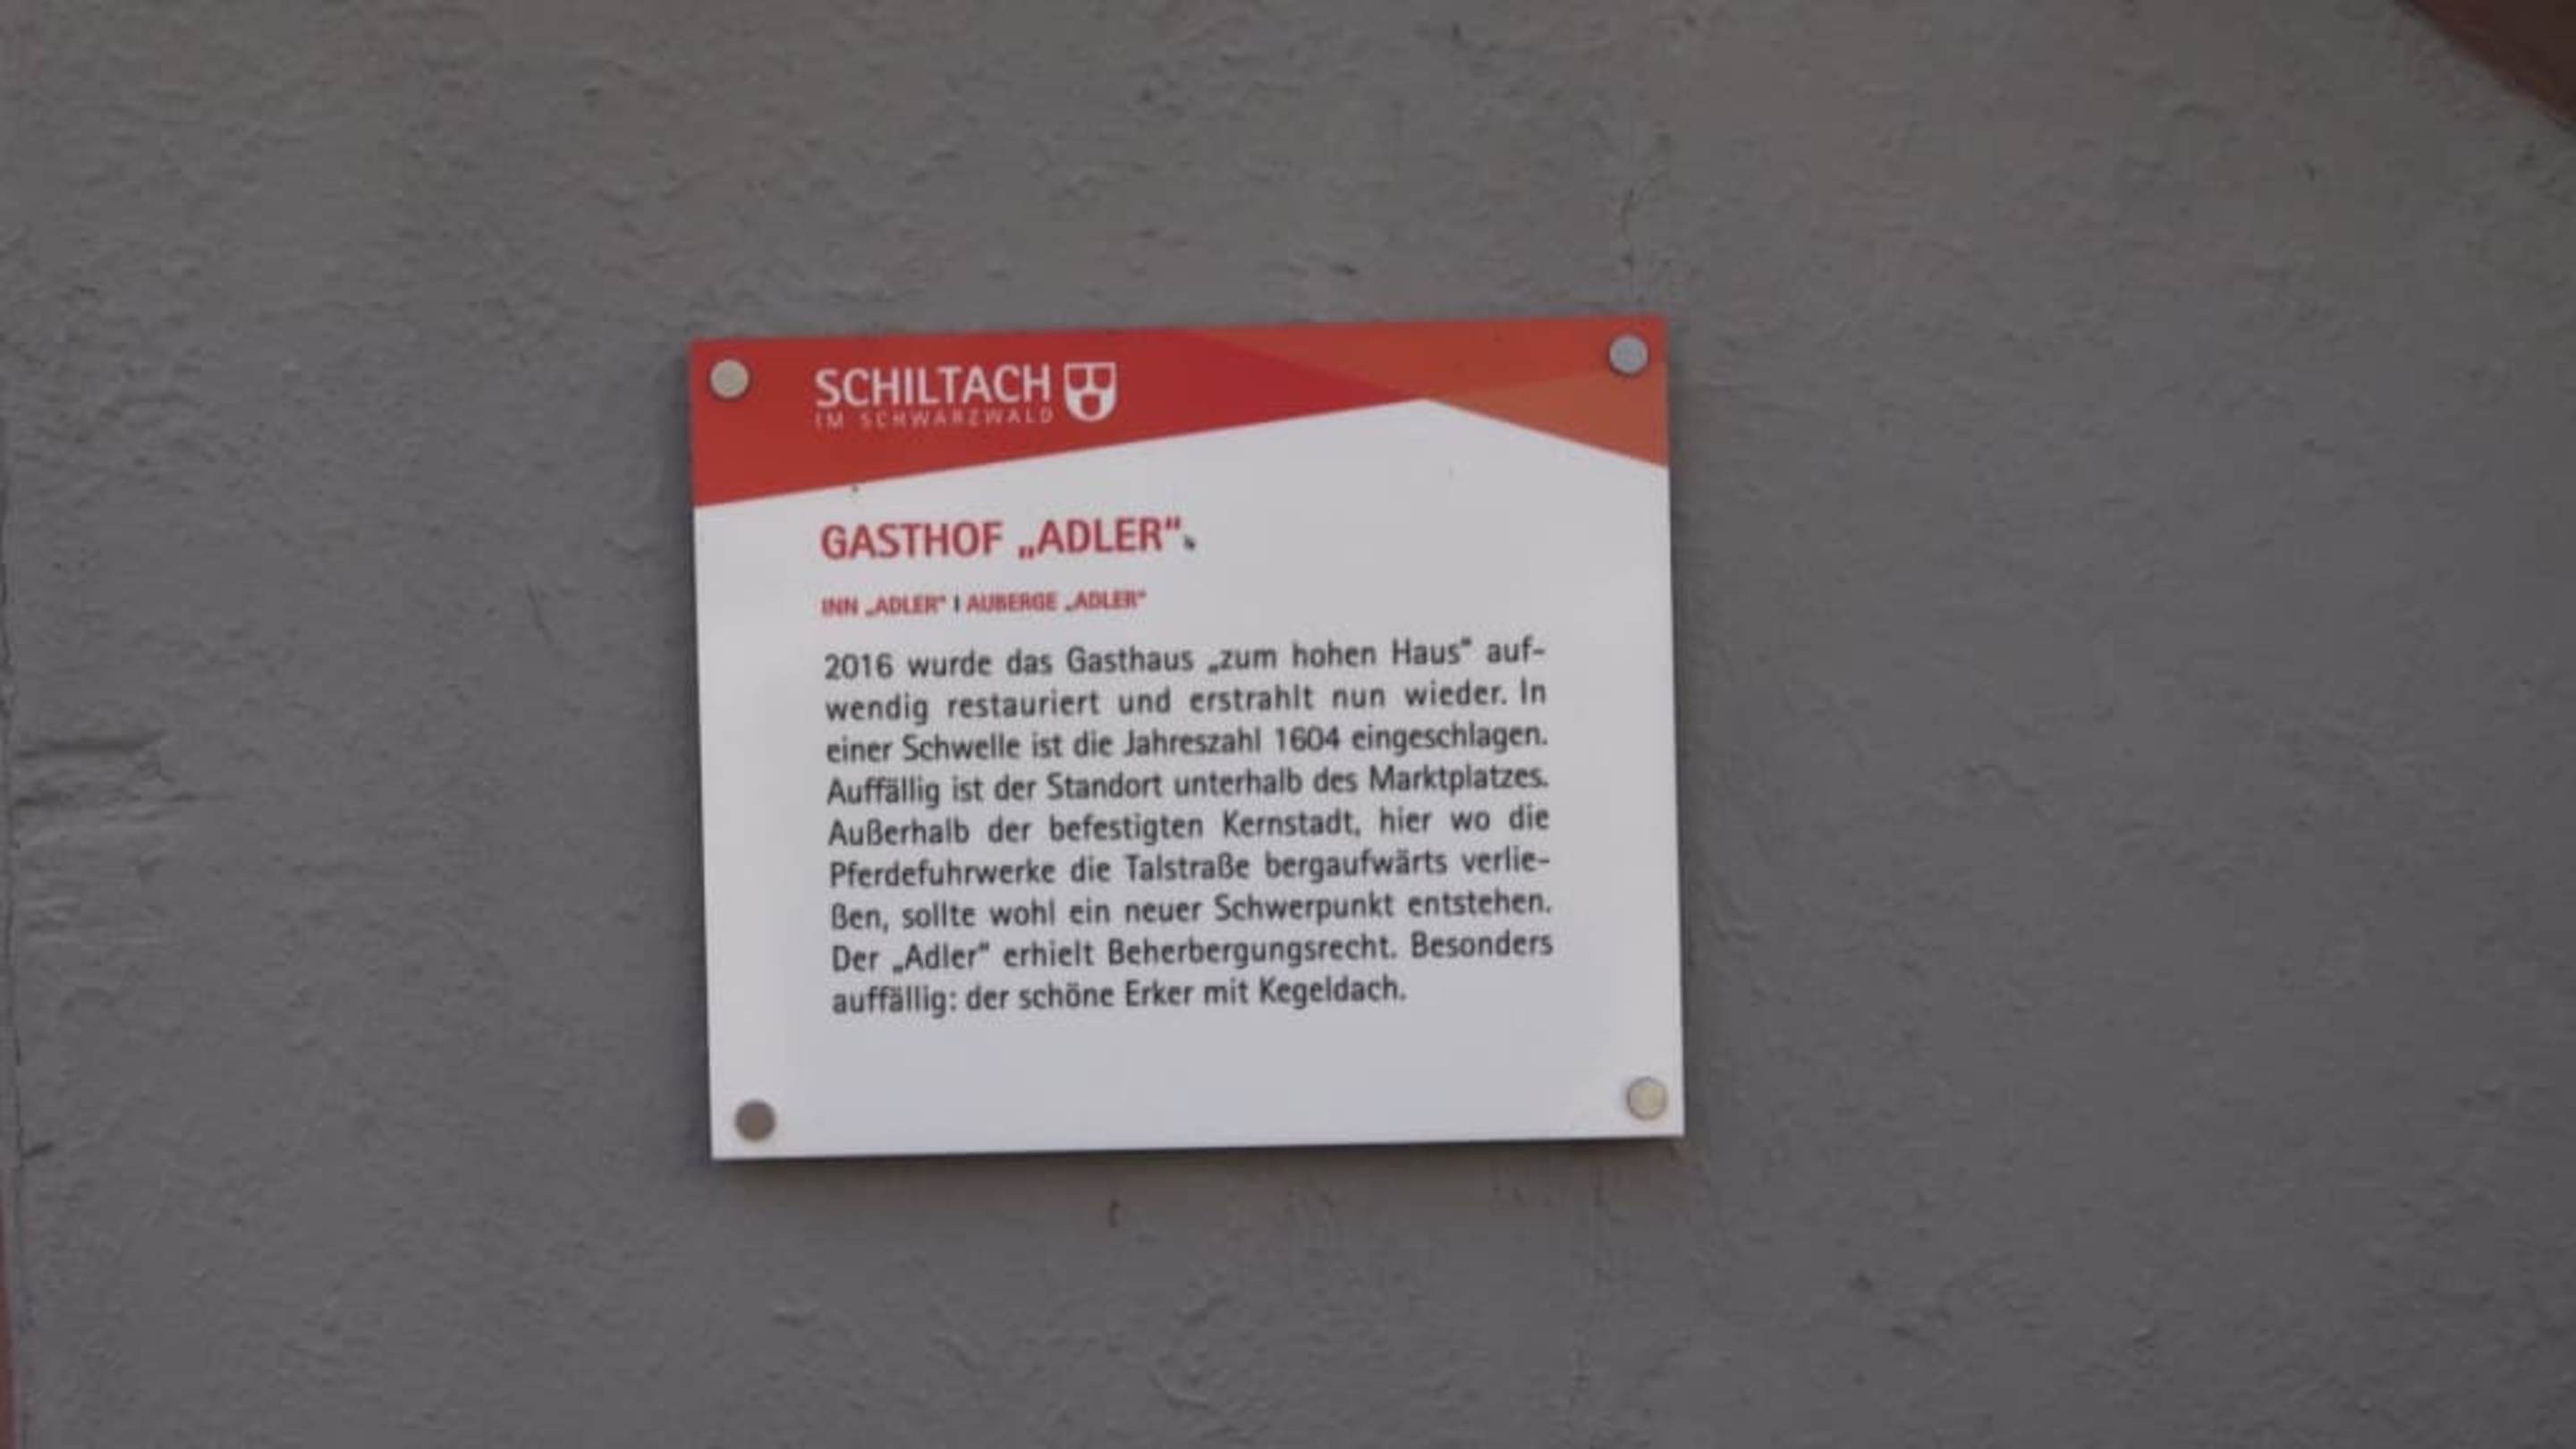 SCHILTACH
IM SCHWARZWALD
GASTHOF „ADLER“
INN „ADLER“ | AUBERGE „ADLER“
2016 wurde das Gasthaus „zum hohen Haus“ auf-
wendig restauriert und erstrahlt nun wieder. In
einer Schwelle ist die Jahreszahl 1604 eingeschlagen.
Auffällig ist der Standort unterhalb des Marktplatzes.
Außerhalb der befestigten Kernstadt, hier wo die
Pferdefuhrwerke die Talstraße bergaufwärts verlie-
ßen, sollte wohl ein neuer Schwerpunkt entstehen.
Der „Adler“ erhielt Beherbergungsrecht. Besonders
auffällig: der schöne Erker mit Kegeldach.